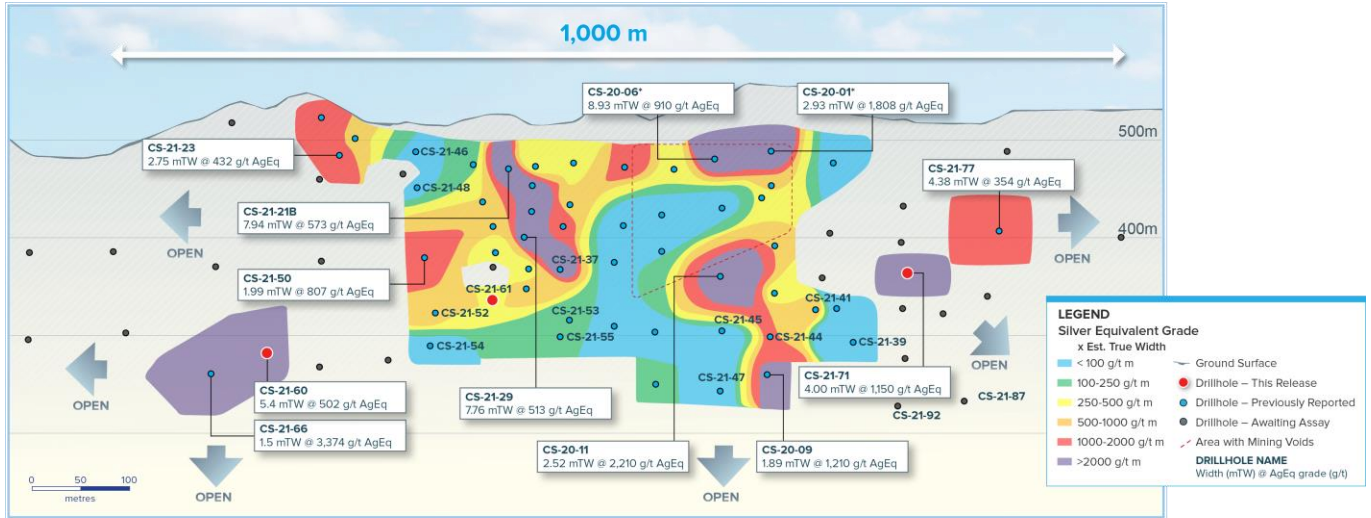 1,000 m
CS-20-06*
8.93 mTW @ 910 g/t AgEq
CS-20-01*
2.93 mTW @ 1,808 g/t AgEq
500m
CS-21-23
2.75 mTW @ 432 g/t AgEq
CS-21-46
CS-21-77
4.38 mTW @ 354 g/t AgEq
CS-21-48
CS-21-21B
7.94 mTW @ 573 g/t AgEq
400m
OPEN
OPEN
CS-21-37
CS-21-50
1.99 mTW @ 807 g/t AgEq
CS-21-61
CS-21-52
CS-21-53
CS-21-55
CS-21-54
CS-21-45
CS-21-41
CS-21-44
CS-21-39
CS-21-47
CS-21-71
4.00 mTW @ 1,150 g/t AgEq
OPEN
CS-21-60
5.4 mTW @ 502 g/t AgEq
OPEN
CS-21-66
1.5 mTW @ 3,374 g/t AgEq
CS-21-29
7.76 mTW @ 513 g/t AgEq
CS-21-87
CS-21-92
CS-20-11
2.52 mTW @ 2,210 g/t AgEq
CS-20-09
1.89 mTW @ 1,210 g/t AgEq
OPEN
OPEN
0 50 100
metres
LEGEND
Silver Equivalent Grade
x Est. True Width
< 100 g/t m
100-250 g/t m
250-500 g/t m
500-1000 g/t m
1000-2000 g/t m
>2000 g/t m
Ground Surface
Drillhole – This Release
Drillhole – Previously Reported
Drillhole – Awaiting Assay
Area with Mining Voids
DRILLHOLE NAME
Width (mTW) @ AgEq grade (g/t)